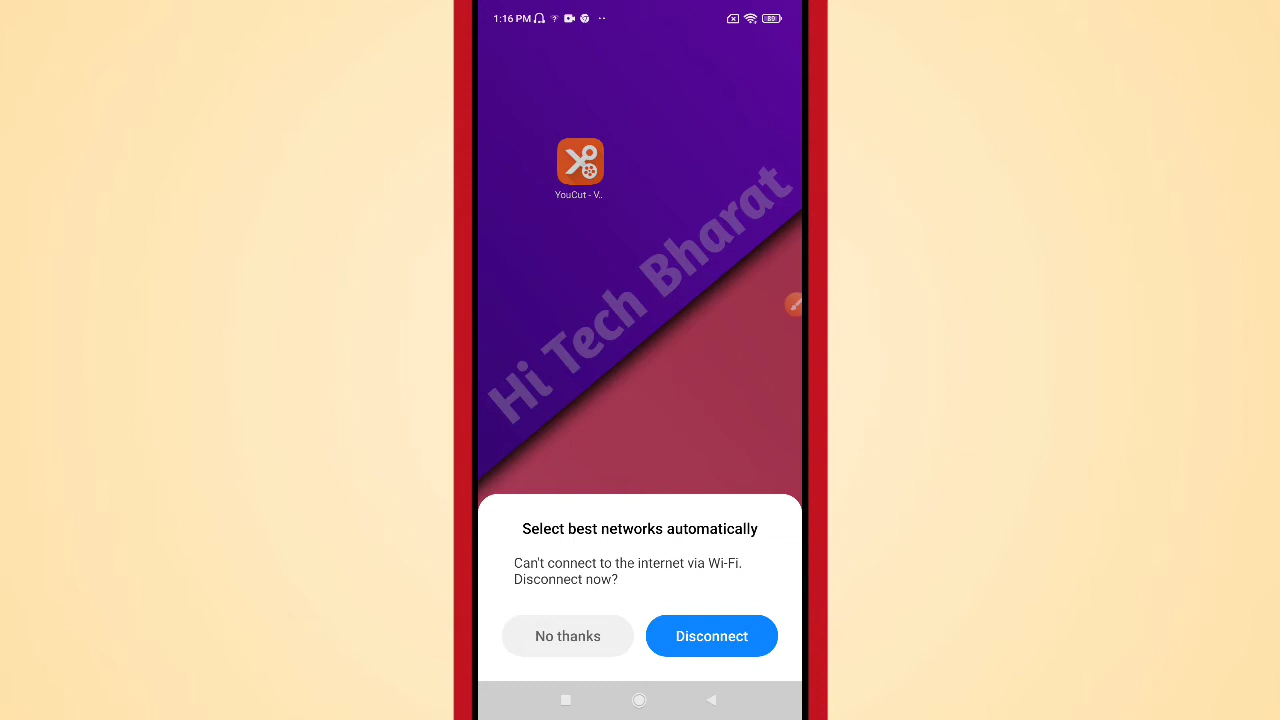 1:16 PM
89
YouCut - V..
Hi Tech Bharat
Select best networks automatically
Can't connect to the internet via Wi-Fi.
Disconnect now?
No thanks
Disconnect